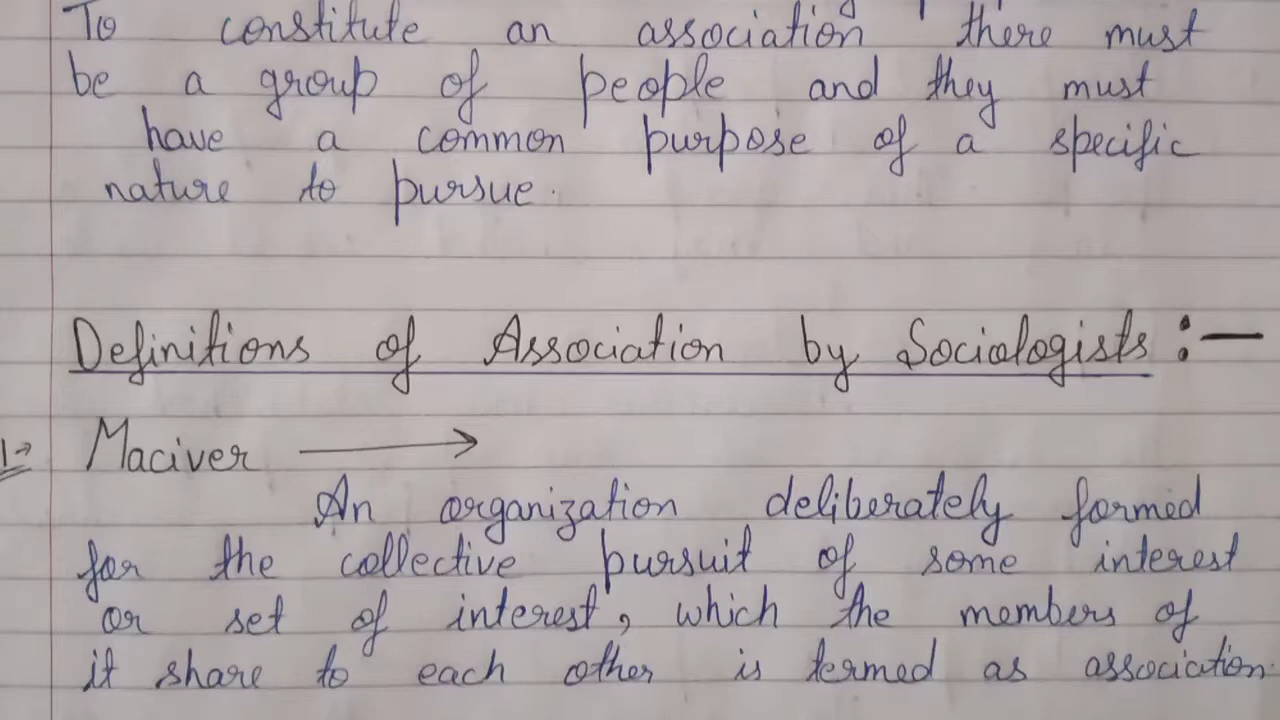 To constitute an association there must
be a group of people and they must
have a common purpose of a specific
nature to pursue.
Definitions of Association by Sociologists :-
1→ Maciver →
An organization deliberately formed
for the collective pursuit of some interest
or set of interest, which the members of
it share to each other is termed as association.